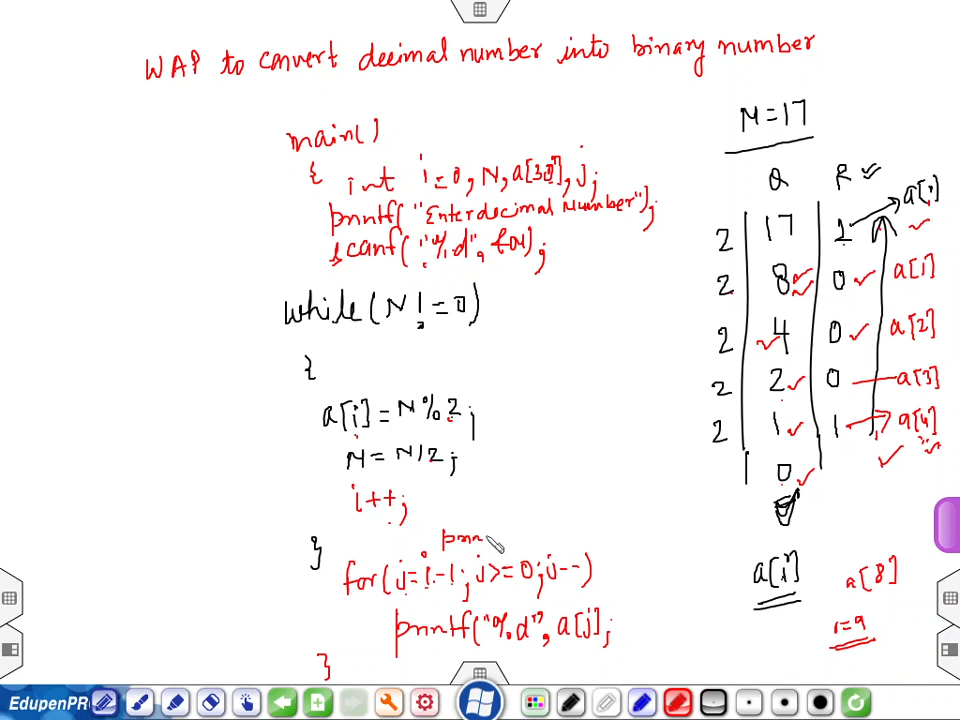 WAP to convert decimal number into binary number
main()
{ int i=0, N, a[30], j;
printf("Enter decimal Number");
scanf("%d", &N);
while(N!=0)
{
a[i]=N%2;
N=N/2;
i++;
prin
}
for(j=i-1; j>=0; j--)
printf("%d", a[j];
}
N=17
Q R
a[i]
2 17 1
2 8 0 a[1]
2 4 0 a[2]
2 2 0 a[3]
2 1 1 a[4]
0
a[i]
a[8]
i=9
EdupenPR